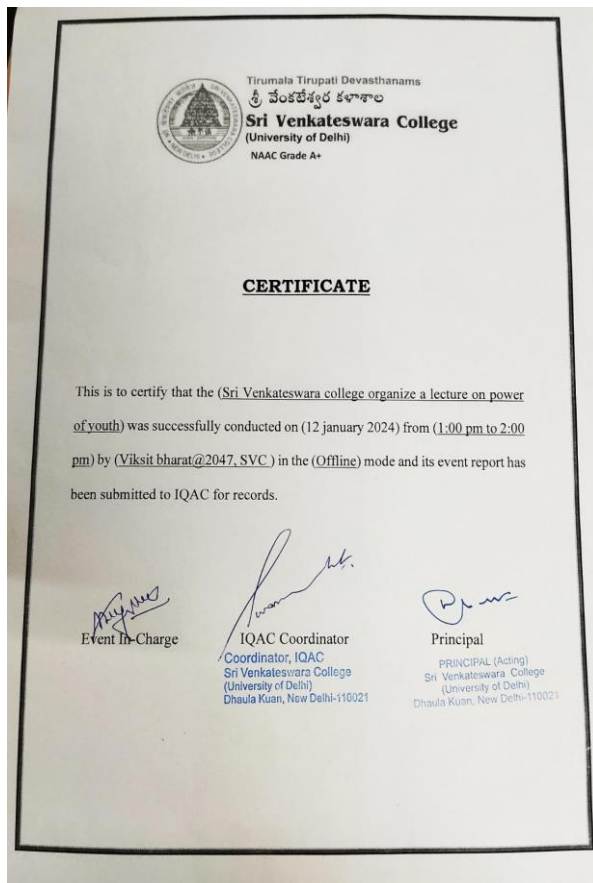 Tirumala Tirupati Devasthanams
శ్రీ వేంకటేశ్వర కళాశాల
Sri Venkateswara College
(University of Delhi)
NAAC Grade A+
CERTIFICATE
This is to certify that the (Sri Venkateswara college organize a lecture on power
of youth) was successfully conducted on (12 january 2024) from (1:00 pm to 2:00
pm) by (Viksit bharat@2047, SVC ) in the (Offline) mode and its event report has
been submitted to IQAC for records.
Event In-Charge
IQAC Coordinator
Principal
Coordinator, IQAC
Sri Venkateswara College
(University of Delhi)
Dhaula Kuan, New Delhi-110021
PRINCIPAL (Acting)
Sri Venkateswara College
(University of Delhi)
Dhaula Kuan, New Delhi-110021